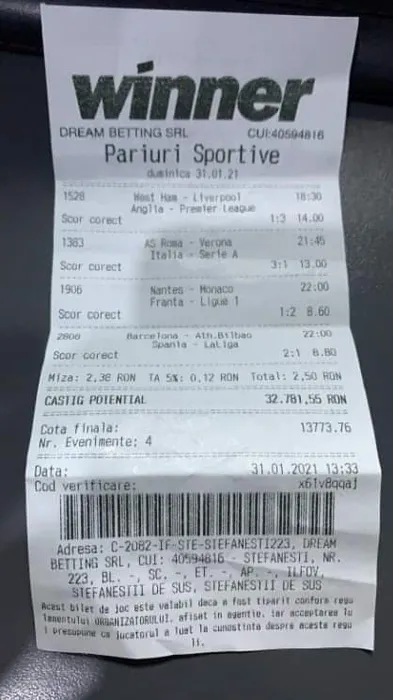 winner
DREAM BETTING SRL CUI:40594816
Pariuri Sportive
duminica 31.01.21
1528 West Ham - Liverpool 18:30
Anglia - Premier League
Scor corect 1:3 14.00
1383 AS Roma - Verona 21:45
Italia - Serie A
Scor corect 3:1 13.00
1906 Nantes - Monaco 22:00
Franta - Ligue 1
Scor corect 1:2 8.60
2808 Barcelona - Ath.Bilbao 22:00
Spania - LaLiga
Scor corect 2:1 8.80
Miza: 2,38 RON TA 5%: 0,12 RON Total: 2,50 RON
CASTIG POTENTIAL 32.781,55 RON
Cota finala: 13773.76
Nr. Evenimente: 4
Data: 31.01.2021 13:33
Cod verificare: x61v8qqaj
Adresa: C-2082-IF-STE-STEFANESTI223, DREAM
BETTING SRL, CUI: 40594816 - STEFANESTI, NR.
223, BL. -, SC. -, ET. -, AP. -, ILFOV,
STEFANESTII DE SUS, STEFANESTII DE SUS
Acest bilet de joc este valabil daca a fost tiparit conform regu
lamentului ORGANIZATORULUI, afisat in agentie, iar acceptarea lu
i presupune ca jucatorul a luat la cunostinta despre acesta regu
li.